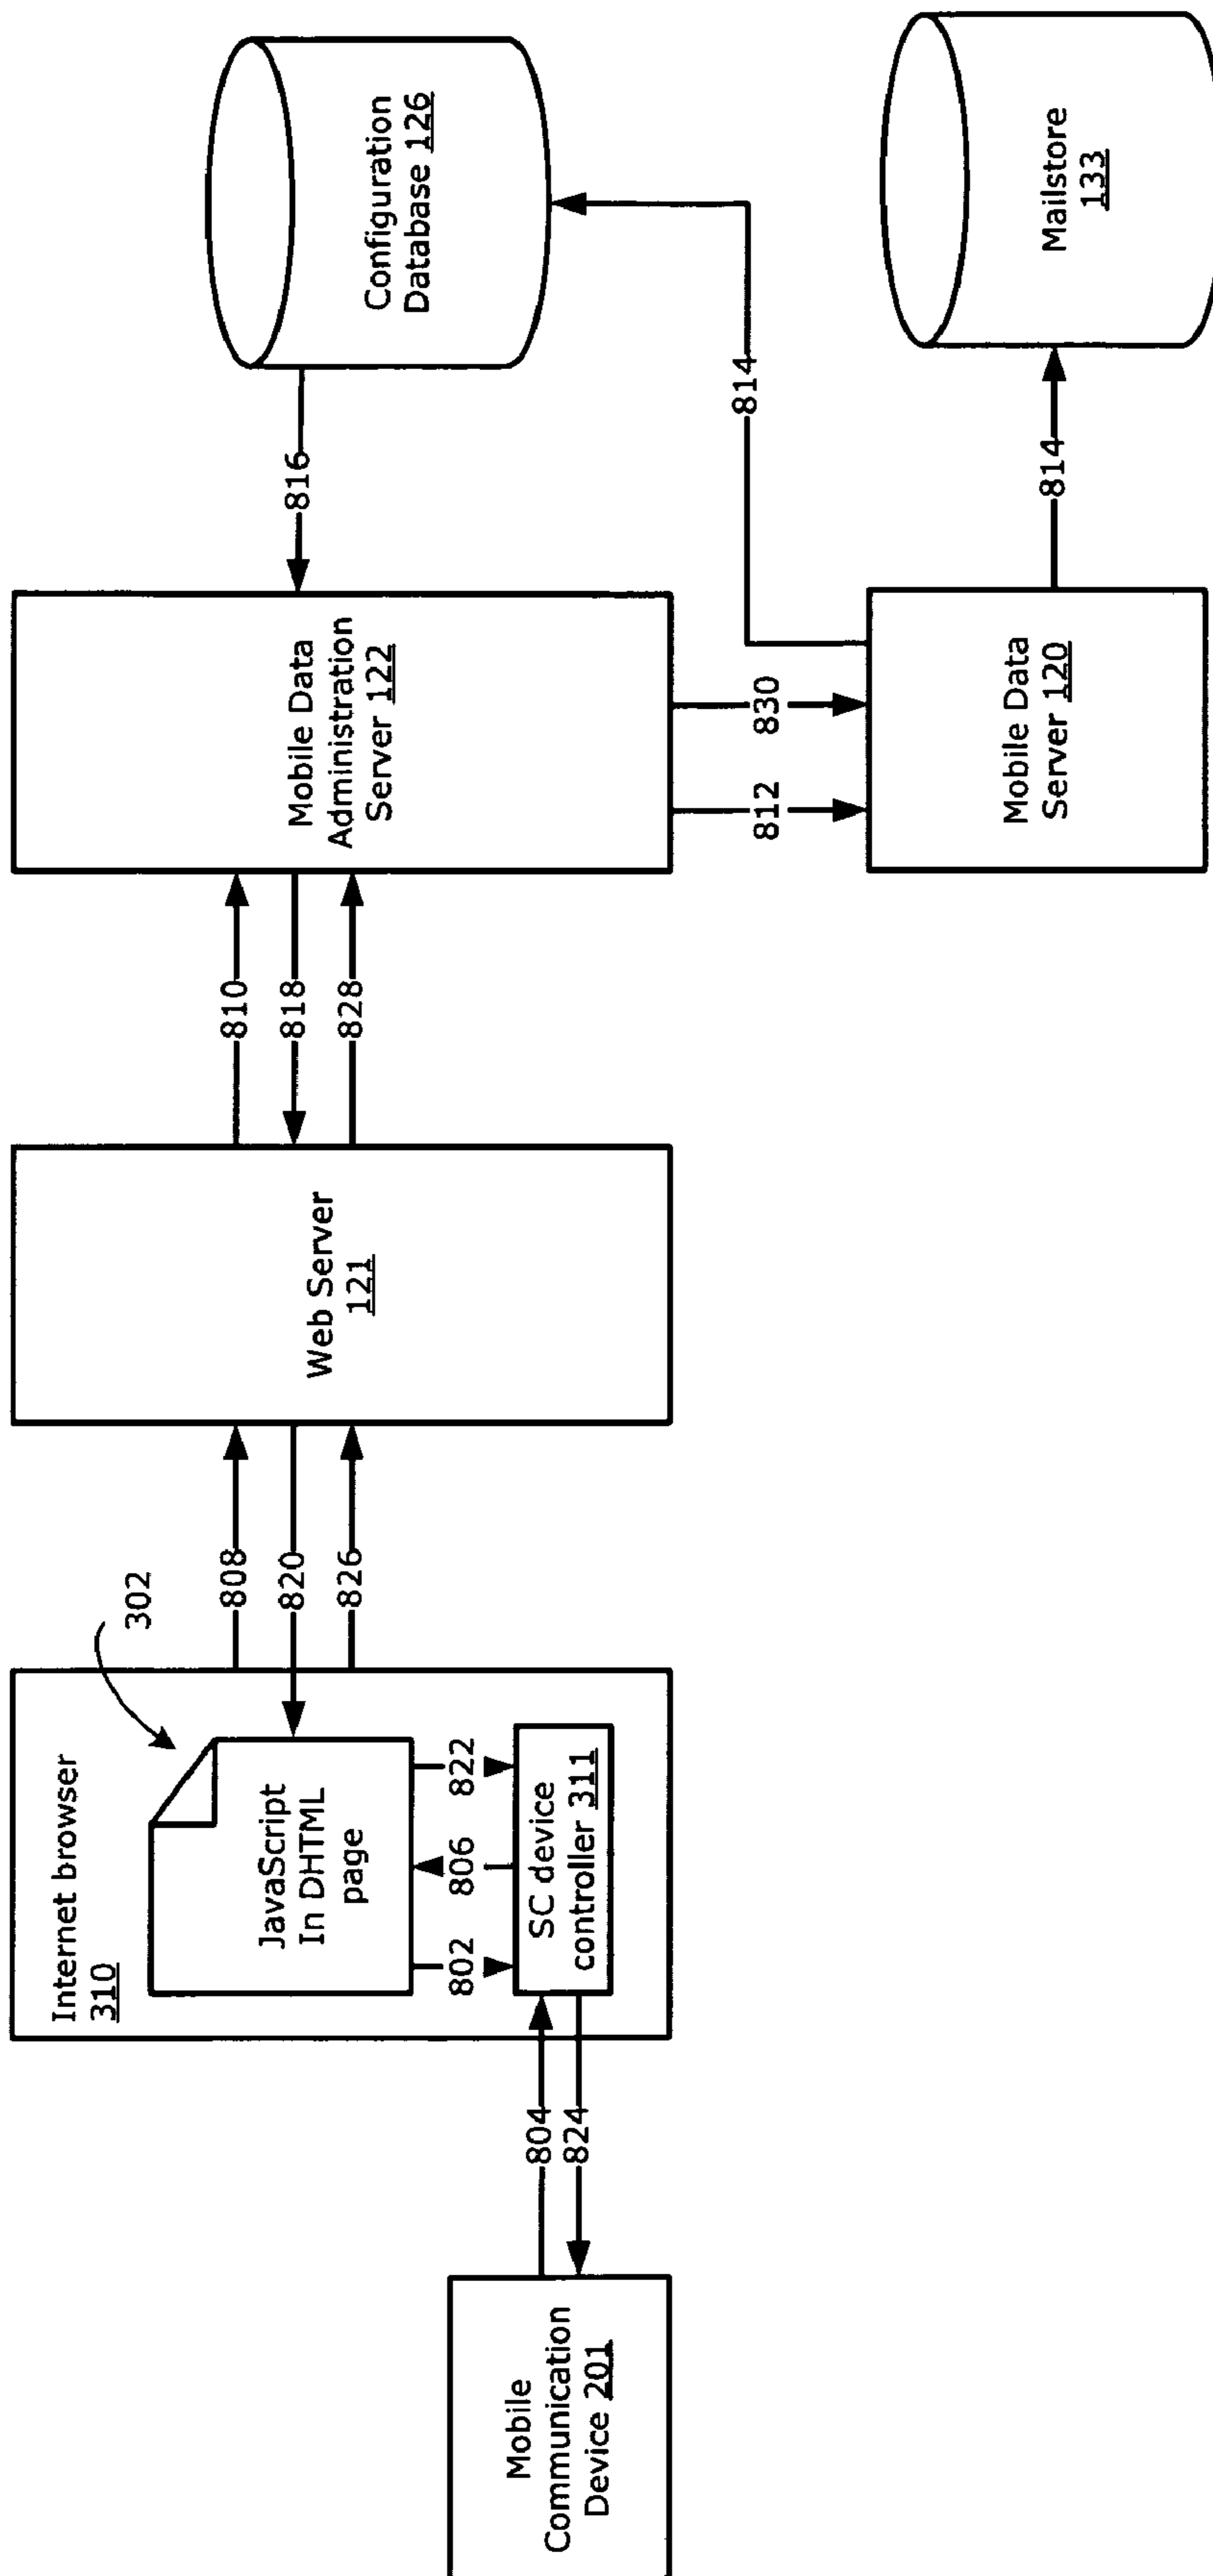 Mobile
Communication
Device 201
804
824
Internet browser
310
302
JavaScript
In DHTML
page
802
806
822
SC device
controller 311
808
820
826
Web Server
121
810
818
828
Mobile Data
Administration
Server 122
816
Configuration
Database 126
812
830
814
Mobile Data
Server 120
814
Mailstore
133